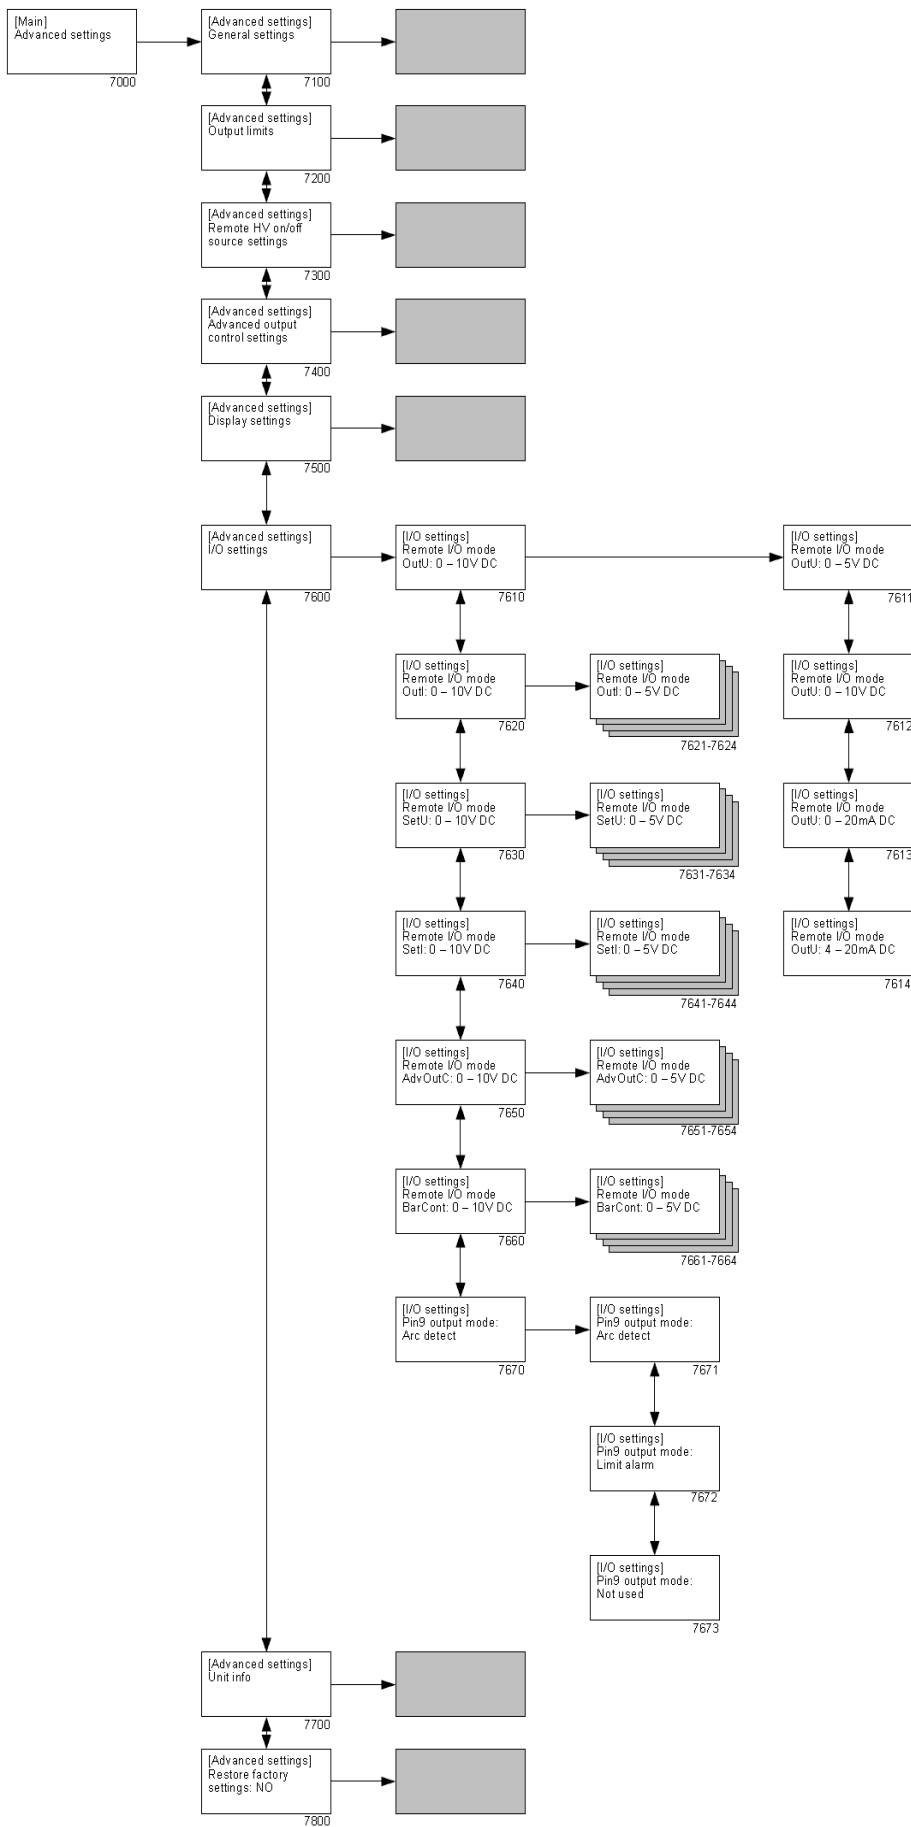 [Main]
Advanced settings
7000
[Advanced settings]
General settings
7100
[Advanced settings]
Output limits
7200
[Advanced settings]
Remote HV on/off
source settings
7300
[Advanced settings]
Advanced output
control settings
7400
[Advanced settings]
Display settings
7500
[Advanced settings]
I/O settings
7600
[I/O settings]
Remote I/O mode
OutU: 0 – 10V DC
7610
[I/O settings]
Remote I/O mode
OutU: 0 – 5V DC
7611
[I/O settings]
Remote I/O mode
OutI: 0 – 10V DC
7620
[I/O settings]
Remote I/O mode
OutI: 0 – 5V DC
7621-7624
[I/O settings]
Remote I/O mode
OutU: 0 – 10V DC
7612
[I/O settings]
Remote I/O mode
SetU: 0 – 10V DC
7630
[I/O settings]
Remote I/O mode
SetU: 0 – 5V DC
7631-7634
[I/O settings]
Remote I/O mode
OutU: 0 – 20mA DC
7613
[I/O settings]
Remote I/O mode
SetI: 0 – 10V DC
7640
[I/O settings]
Remote I/O mode
SetI: 0 – 5V DC
7641-7644
[I/O settings]
Remote I/O mode
OutU: 4 – 20mA DC
7614
[I/O settings]
Remote I/O mode
AdvOutC: 0 – 10V DC
7650
[I/O settings]
Remote I/O mode
AdvOutC: 0 – 5V DC
7651-7654
[I/O settings]
Remote I/O mode
BarCont: 0 – 10V DC
7660
[I/O settings]
Remote I/O mode
BarCont: 0 – 5V DC
7661-7664
[I/O settings]
Pin9 output mode:
Arc detect
7670
[I/O settings]
Pin9 output mode:
Arc detect
7671
[I/O settings]
Pin9 output mode:
Limit alarm
7672
[I/O settings]
Pin9 output mode:
Not used
7673
[Advanced settings]
Unit info
7700
[Advanced settings]
Restore factory
settings: NO
7800